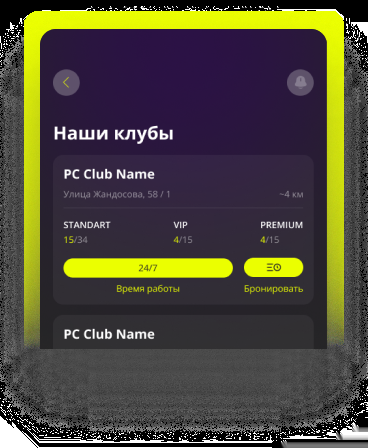 Наши клубы
PC Club Name
Улица Жандосова, 58 / 1 ~4 км
STANDART VIP PREMIUM
15/34 4/15 4/15
24/7
Время работы Бронировать
PC Club Name